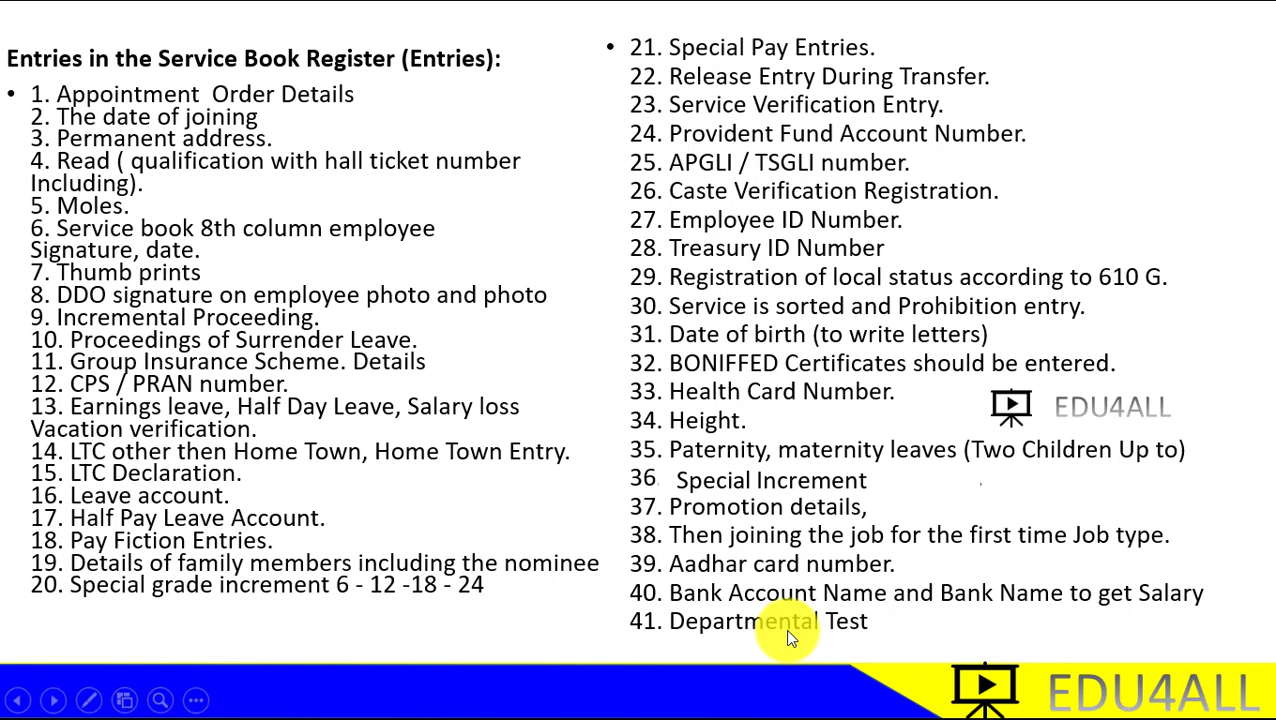 Entries in the Service Book Register (Entries):
• 1. Appointment Order Details
2. The date of joining
3. Permanent address.
4. Read ( qualification with hall ticket number
Including).
5. Moles.
6. Service book 8th column employee
Signature, date.
7. Thumb prints
8. DDO signature on employee photo and photo
9. Incremental Proceeding.
10. Proceedings of Surrender Leave.
11. Group Insurance Scheme. Details
12. CPS / PRAN number.
13. Earnings leave, Half Day Leave, Salary loss
Vacation verification.
14. LTC other then Home Town, Home Town Entry.
15. LTC Declaration.
16. Leave account.
17. Half Pay Leave Account.
18. Pay Fiction Entries.
19. Details of family members including the nominee
20. Special grade increment 6 - 12 -18 - 24
• 21. Special Pay Entries.
22. Release Entry During Transfer.
23. Service Verification Entry.
24. Provident Fund Account Number.
25. APGLI / TSGLI number.
26. Caste Verification Registration.
27. Employee ID Number.
28. Treasury ID Number
29. Registration of local status according to 610 G.
30. Service is sorted and Prohibition entry.
31. Date of birth (to write letters)
32. BONIFFED Certificates should be entered.
33. Health Card Number.
34. Height.
35. Paternity, maternity leaves (Two Children Up to)
36. Special Increment
37. Promotion details,
38. Then joining the job for the first time Job type.
39. Aadhar card number.
40. Bank Account Name and Bank Name to get Salary
41. Departmental Test
EDU4ALL
EDU4ALL